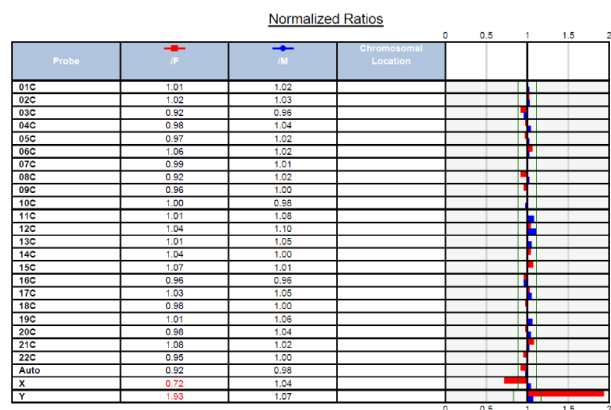 Normalized Ratios
0 0.5 1 1.5 2
Probe /F /M Chromosomal Location
01C 1.01 1.02
02C 1.02 1.03
03C 0.92 0.96
04C 0.98 1.04
05C 0.97 1.02
06C 1.06 1.02
07C 0.99 1.01
08C 0.92 1.02
09C 0.96 1.00
10C 1.00 0.98
11C 1.01 1.08
12C 1.04 1.10
13C 1.01 1.05
14C 1.04 1.00
15C 1.07 1.01
16C 0.96 0.96
17C 1.03 1.05
18C 0.98 1.00
19C 1.01 1.06
20C 0.98 1.04
21C 1.08 1.02
22C 0.95 1.00
Auto 0.92 0.98
X 0.72 1.04
Y 1.93 1.07
0 0.5 1 1.5 2